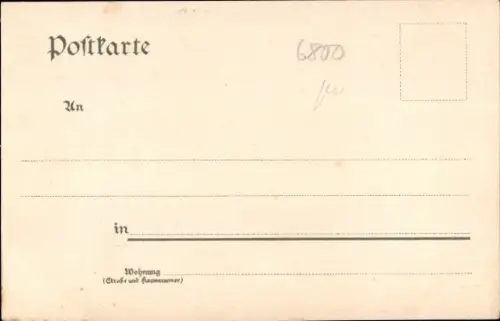 Postkarte
6800
An
in
Wohnung
(Straße und Hausnummer)